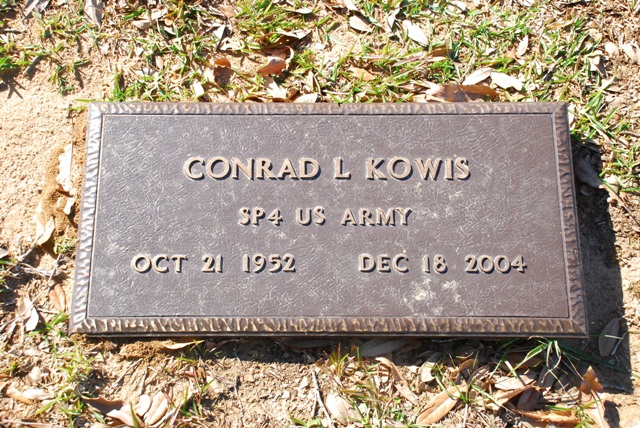 CONRAD L KOWIS
SP4 US ARMY
OCT 21 1952 DEC 18 2004